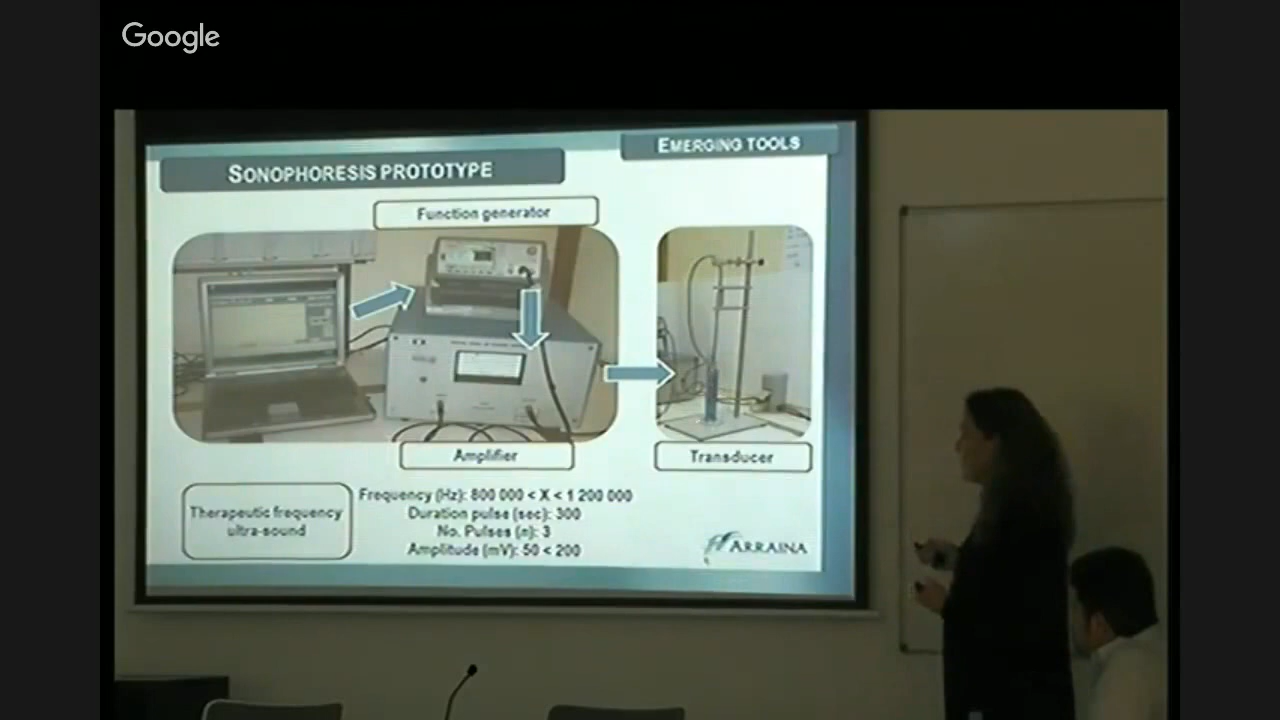 Google
EMERGING TOOLS
SONOPHORESIS PROTOTYPE
Function generator
Amplifier
Transducer
Therapeutic frequency
ultra-sound
Frequency (Hz): 800 000 < X < 1 200 000
Duration pulse (sec): 300
No. Pulses (n): 3
Amplitude (mV): 50 < 200
ARRAINA